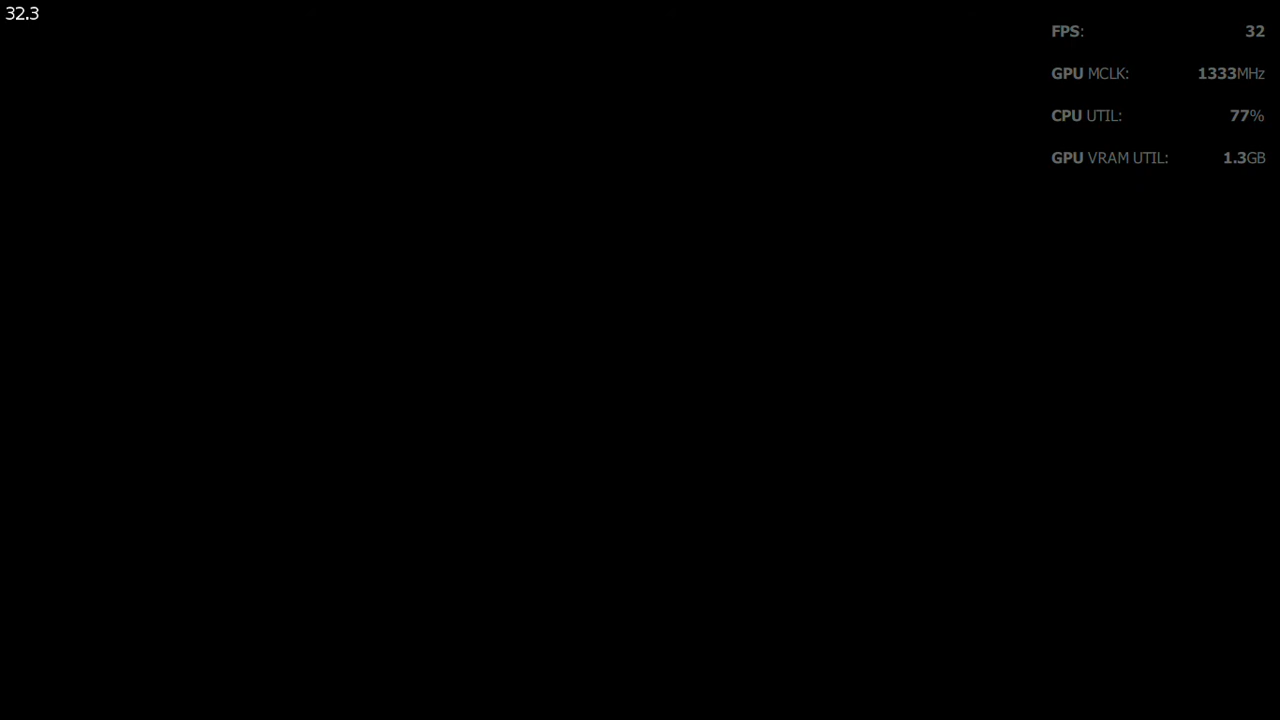 32.3
FPS: 32
GPU MCLK: 1333MHz
CPU UTIL: 77%
GPU VRAM UTIL: 1.3GB